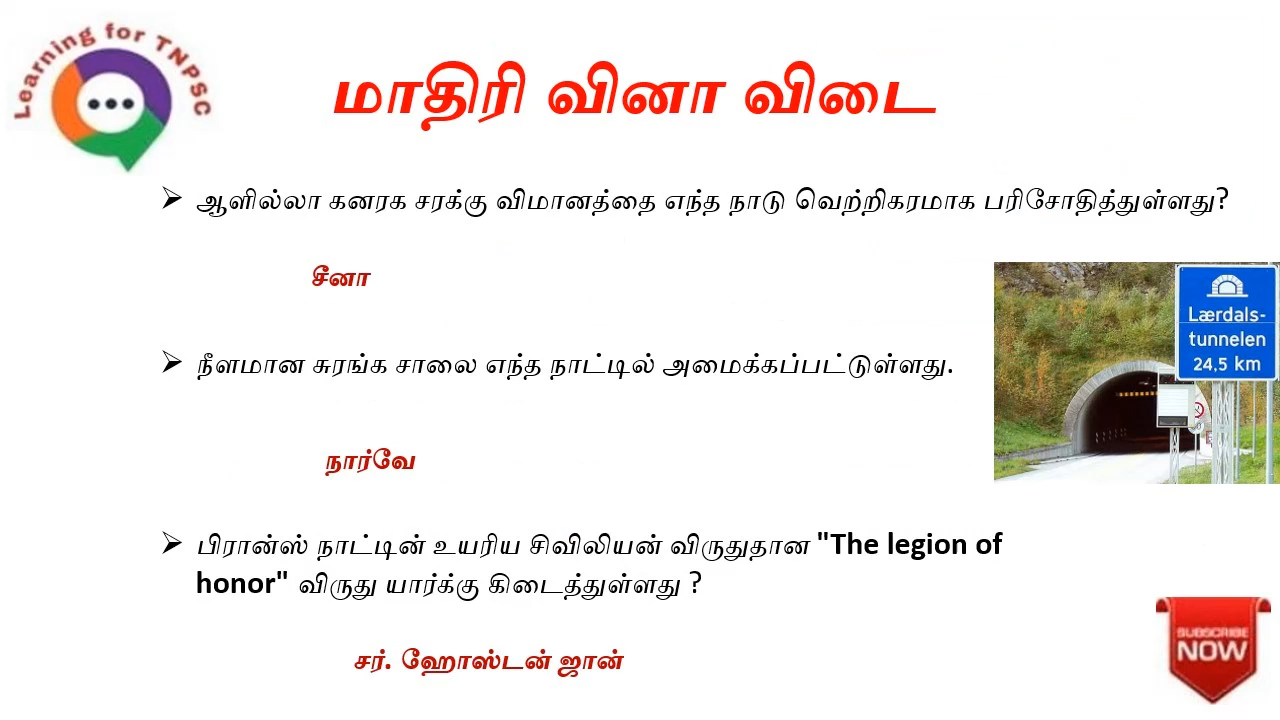 Learning for TNPSC
மாதிரி வினா விடை
ஆளில்லா கனரக சரக்கு விமானத்தை எந்த நாடு வெற்றிகரமாக பரிசோதித்துள்ளது?
சீனா
Lærdals-
tunnelen
24,5 km
நீளமான சுரங்க சாலை எந்த நாட்டில் அமைக்கப்பட்டுள்ளது.
நார்வே
பிரான்ஸ் நாட்டின் உயரிய சிவிலியன் விருதுதான "The legion of
honor" விருது யார்க்கு கிடைத்துள்ளது ?
சர். ஹோஸ்டன் ஜான்
SUBSCRIBE
NOW